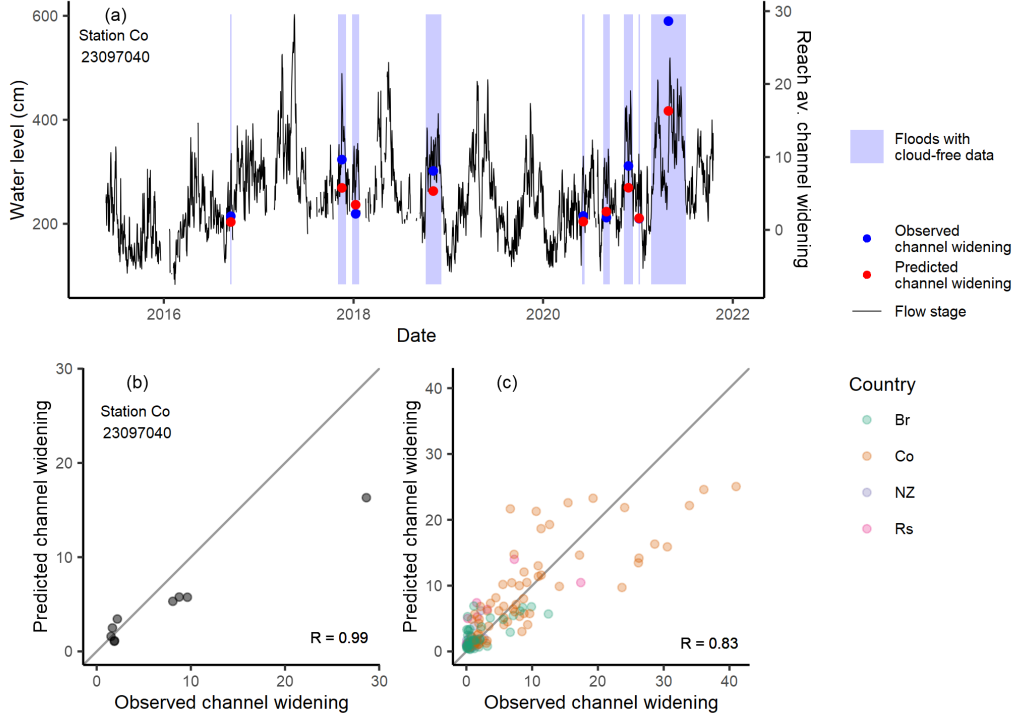 (a)
Station Co
23097040
600
400
200
Water level (cm)
30
20
10
0
Reach av. channel widening
2016
2018
2020
2022
Date
Floods with
cloud-free data
Observed
channel widening
Predicted
channel widening
Flow stage
(b)
Station Co
23097040
30
20
10
0
Predicted channel widening
R = 0.99
0
10
20
30
Observed channel widening
(c)
40
30
20
10
0
Predicted channel widening
R = 0.83
0
10
20
30
40
Observed channel widening
Country
Br
Co
NZ
Rs